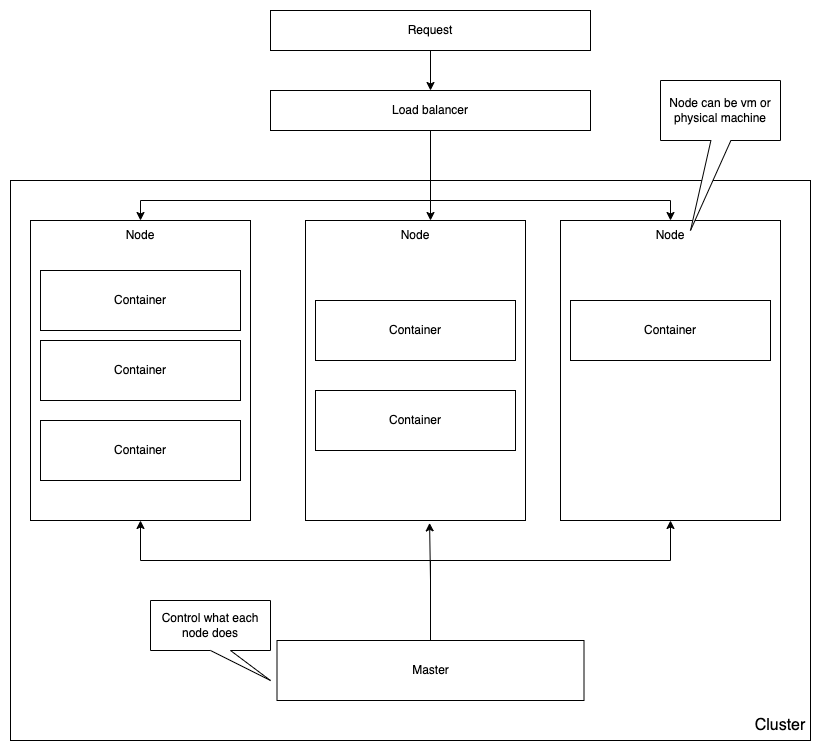 Request
Load balancer
Node can be vm or
physical machine
Node
Node
Node
Container
Container
Container
Container
Container
Container
Control what each
node does
Master
Cluster